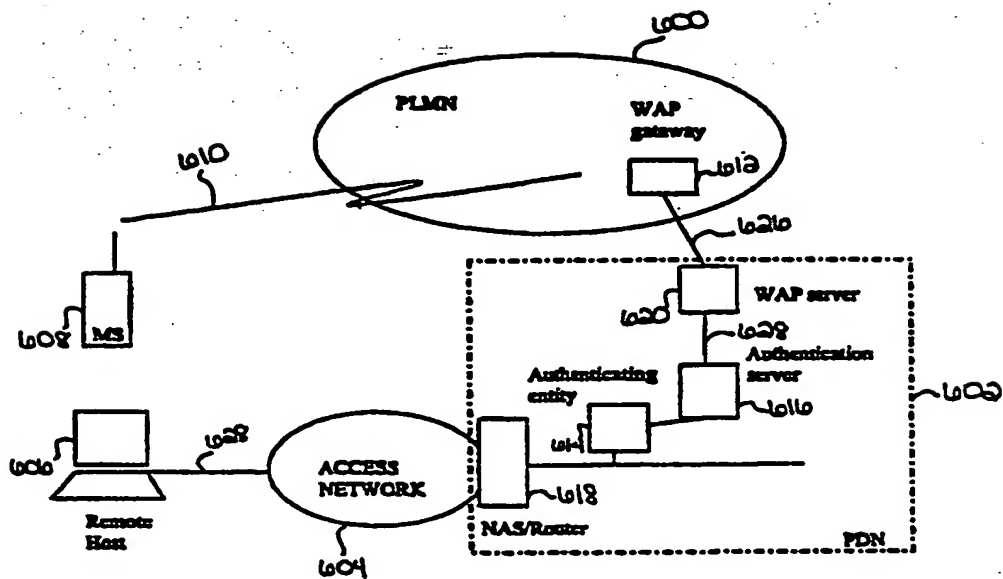 600
PLMN
WAP
gateway
610
612
626
608
MS
620
WAP server
628
Authentication
server
Authenticating
entity
602
616
614
606
628
ACCESS
NETWORK
618
Remote
Host
NAS/Router
PDN
604